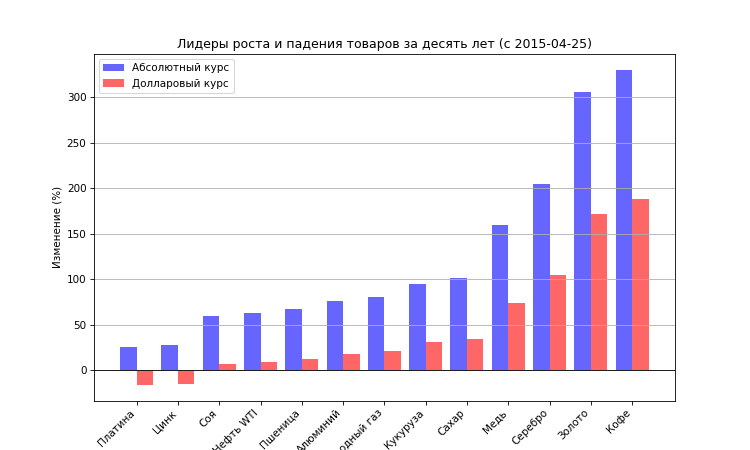 Лидеры роста и падения товаров за десять лет (с 2015-04-25)
Абсолютный курс
Долларовый курс
Изменение (%)
300
250
200
150
100
50
0
Платина
Цинк
Соя
Нефть WTI
Пшеница
Алюминий
одный газ
Кукуруза
Сахар
Медь
Серебро
Золото
Кофе